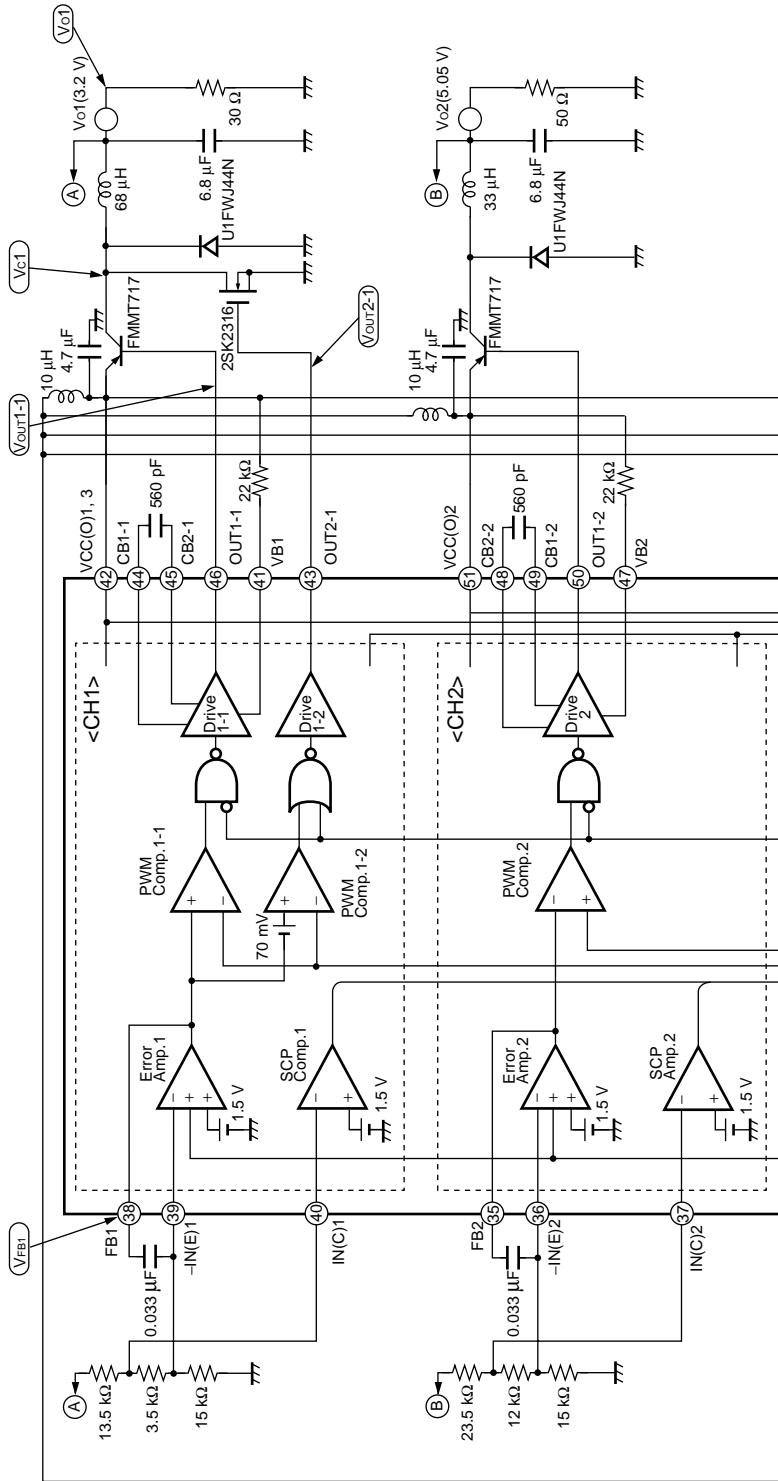 VFB1
A
13.5 kΩ
3.5 kΩ
15 kΩ
0.033 µF
FB1
38
−IN(E)1
39
IN(C)1
40
<CH1>
Error
Amp.1
−
+
+
1.5 V
SCP
Comp.1
−
+
1.5 V
PWM
Comp.1-1
+
−
70 mV
+
−
PWM
Comp.1-2
Drive
1-1
Drive
1-2
VCC(O)1, 3
42
CB1-1
44
560 pF
CB2-1
45
OUT1-1
46
VB1
41
22 kΩ
OUT2-1
43
VOUT1-1
10 µH
4.7 µF
FMMT717
VC1
2SK2316
VOUT2-1
U1FWJ44N
68 µH
A
6.8 µF
VO1(3.2 V)
30 Ω
VO1
B
23.5 kΩ
12 kΩ
15 kΩ
0.033 µF
FB2
35
−IN(E)2
36
IN(C)2
37
<CH2>
Error
Amp.2
−
+
+
1.5 V
SCP
Amp.2
−
+
1.5 V
PWM
Comp.2
−
+
Drive
2
VCC(O)2
51
CB2-2
48
560 pF
CB1-2
49
OUT1-2
50
VB2
47
22 kΩ
10 µH
4.7 µF
FMMT717
U1FWJ44N
33 µH
B
6.8 µF
VO2(5.05 V)
50 Ω